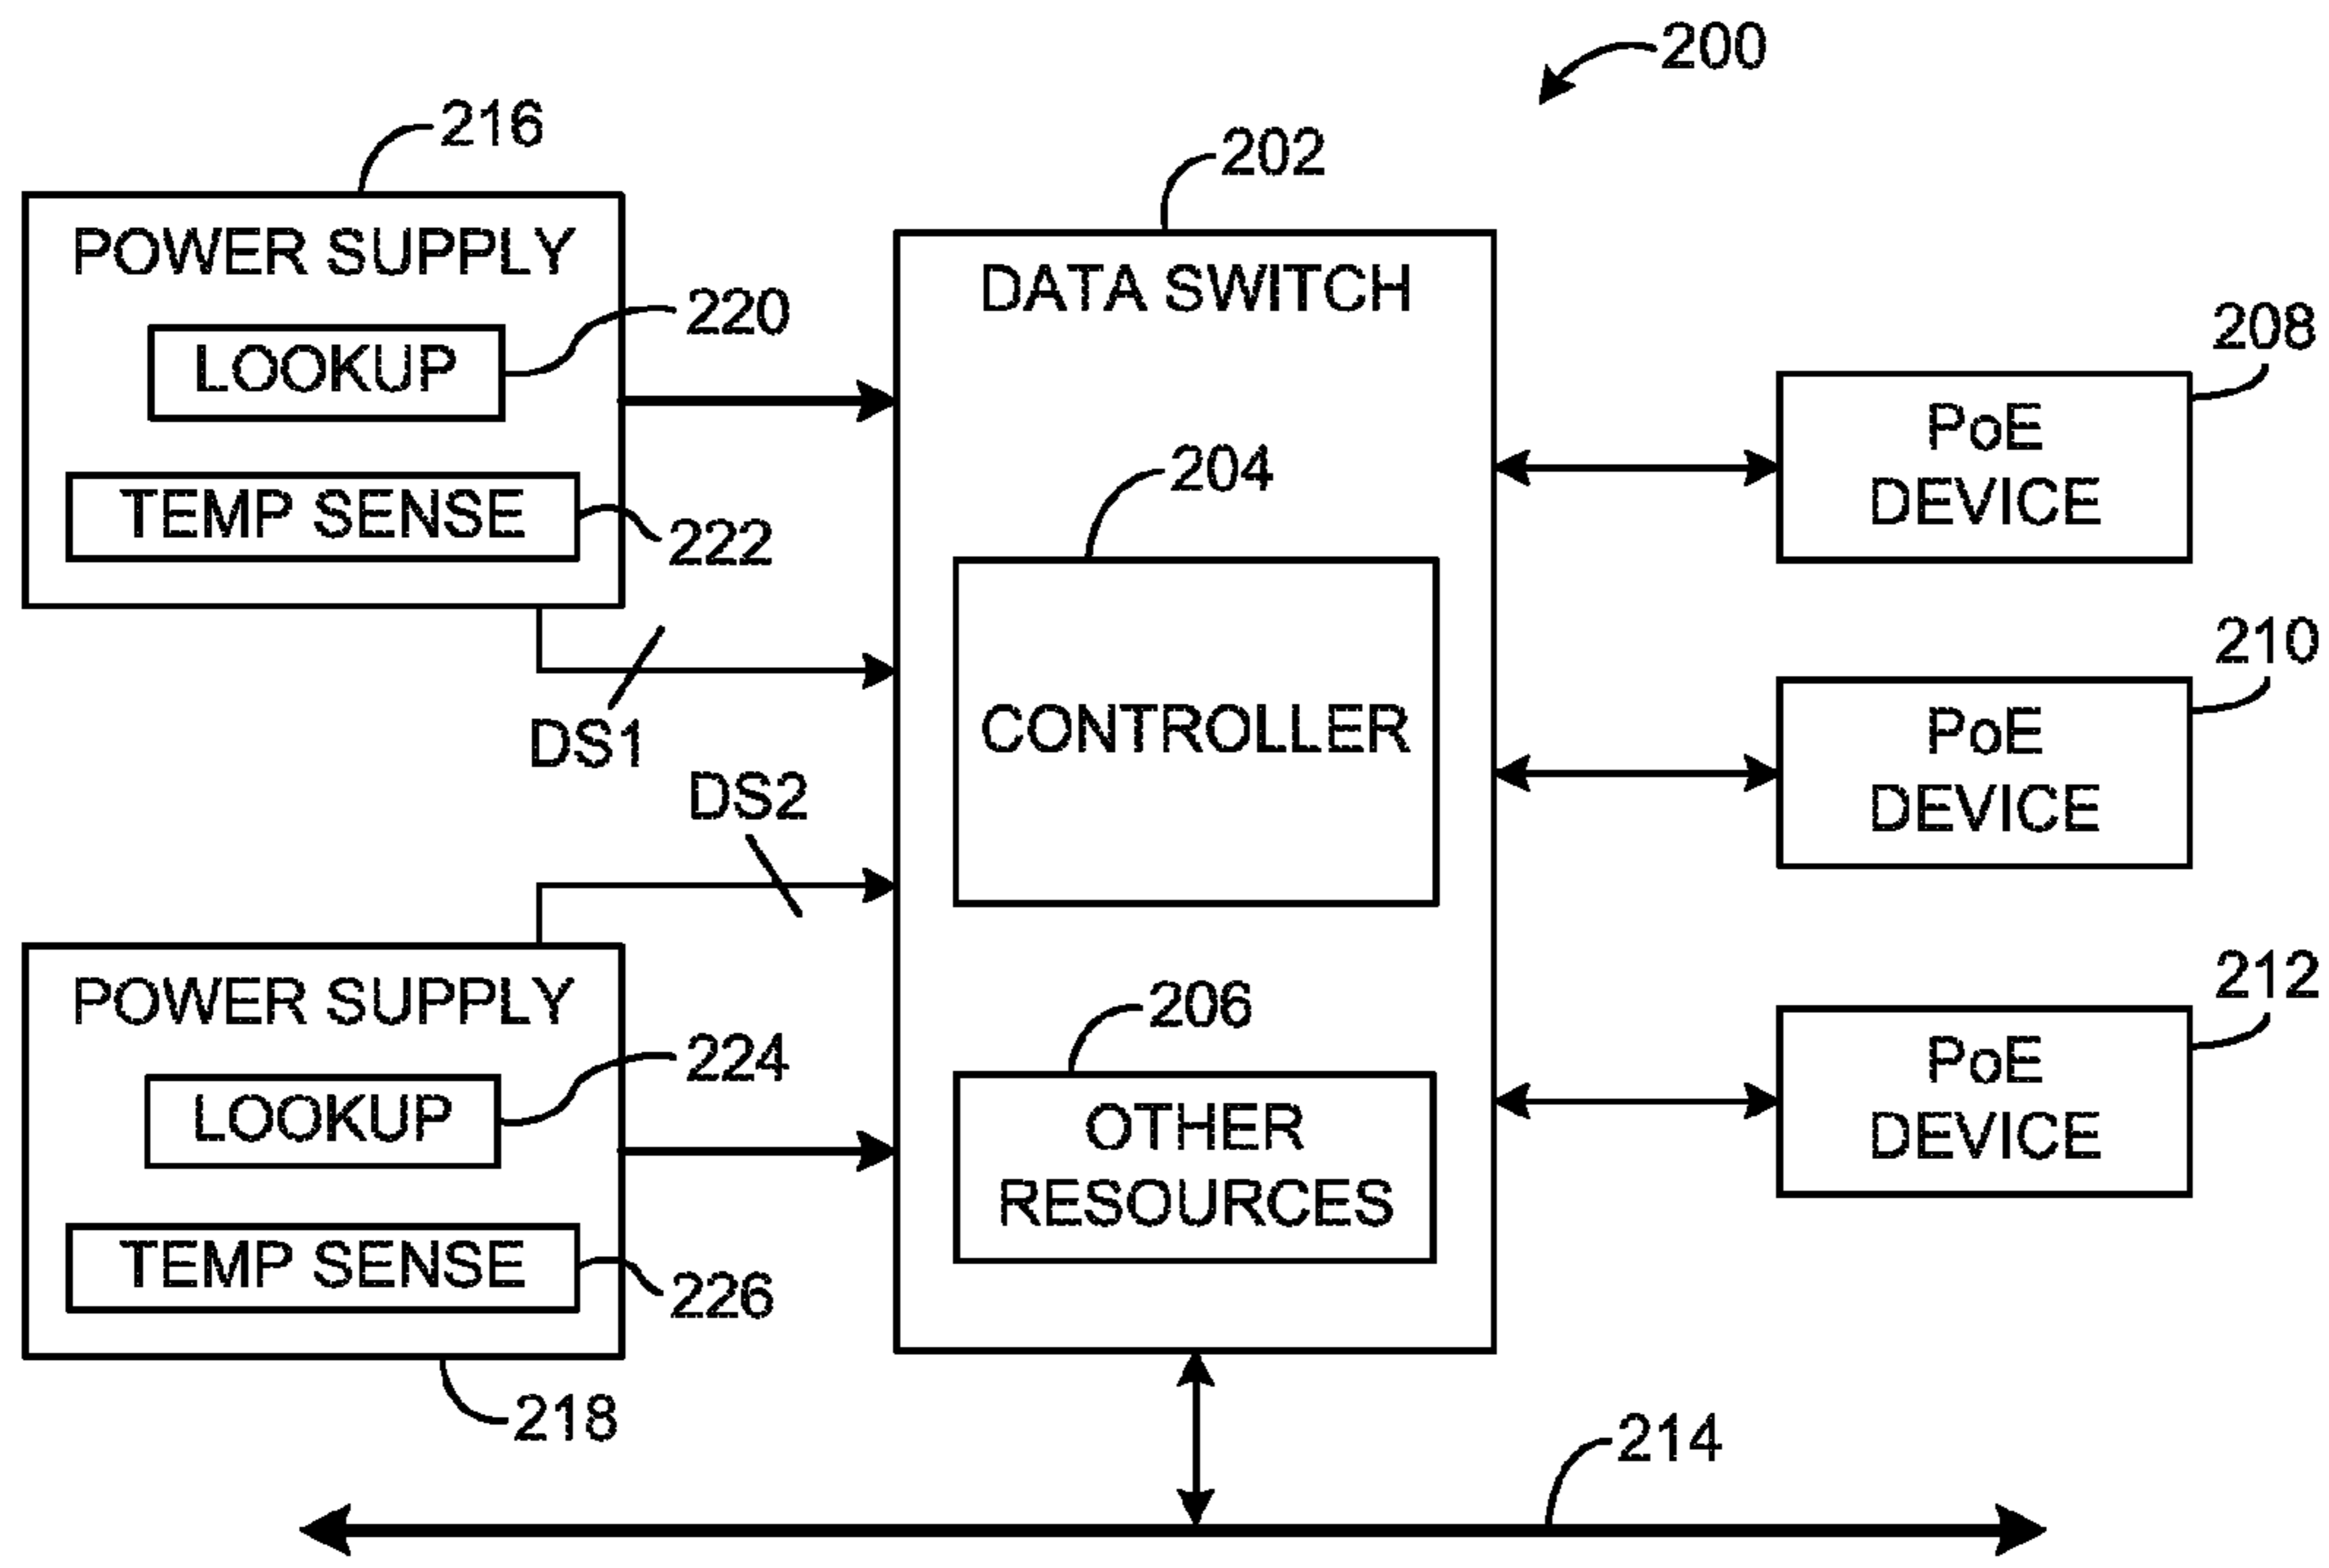 200
216
202
POWER SUPPLY
DATA SWITCH
220
LOOKUP
208
PoE
DEVICE
204
TEMP SENSE
222
210
DS1
CONTROLLER
PoE
DEVICE
DS2
212
POWER SUPPLY
206
224
LOOKUP
PoE
DEVICE
OTHER
RESOURCES
TEMP SENSE
226
218
214